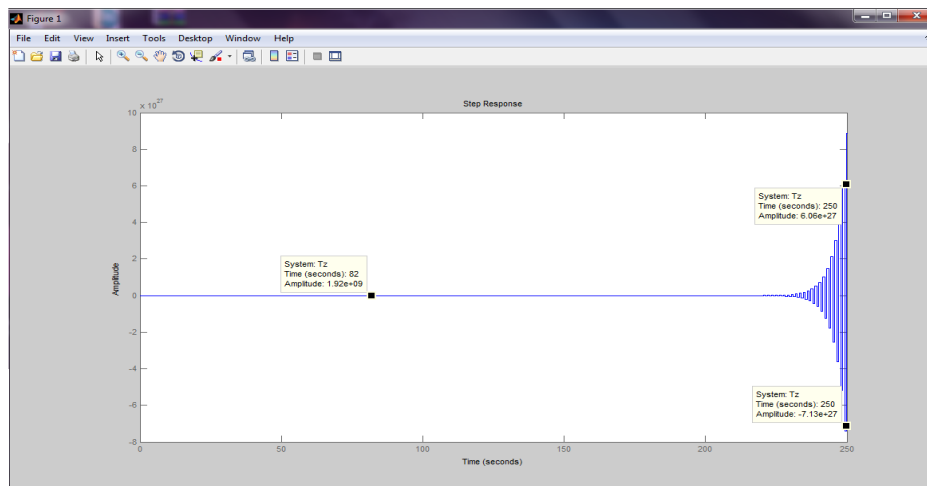 Figure 1
File Edit View Insert Tools Desktop Window Help
Step Response
× 10^27
10
8
6
4
2
0
-2
-4
-6
-8
Amplitude
System: Tz
Time (seconds): 250
Amplitude: 6.06e+27
System: Tz
Time (seconds): 82
Amplitude: 1.92e+09
System: Tz
Time (seconds): 250
Amplitude: -7.13e+27
0 50 100 150 200 250
Time (seconds)